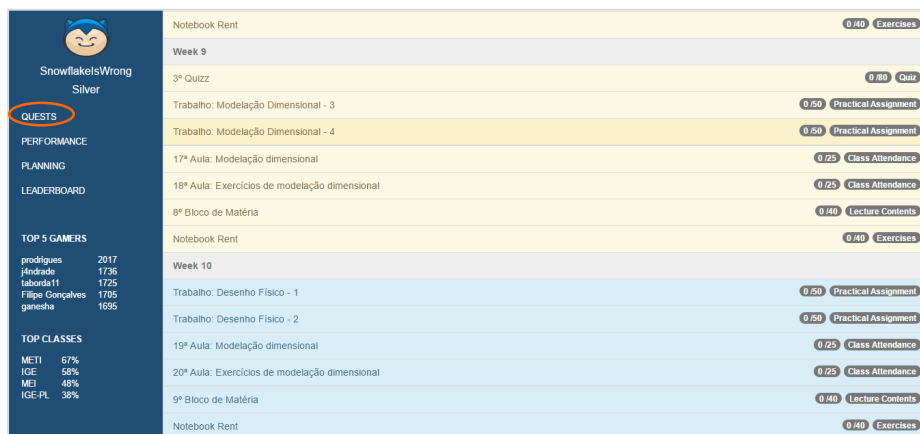 SnowflakeIsWrong
Silver
QUESTS
PERFORMANCE
PLANNING
LEADERBOARD
TOP 5 GAMERS
prodrigues 2017
j4ndrade 1736
taborda11 1725
Filipe Gonçalves 1705
ganesha 1695
TOP CLASSES
METI 67%
IGE 58%
MEI 48%
IGE-PL 38%
Notebook Rent 0 /40 Exercises
Week 9
3º Quizz 0 /80 Quiz
Trabalho: Modelação Dimensional - 3 0 /50 Practical Assignment
Trabalho: Modelação Dimensional - 4 0 /50 Practical Assignment
17ª Aula: Modelação dimensional 0 /25 Class Attendance
18ª Aula: Exercícios de modelação dimensional 0 /25 Class Attendance
8º Bloco de Matéria 0 /40 Lecture Contents
Notebook Rent 0 /40 Exercises
Week 10
Trabalho: Desenho Físico - 1 0 /50 Practical Assignment
Trabalho: Desenho Físico - 2 0 /50 Practical Assignment
19ª Aula: Modelação dimensional 0 /25 Class Attendance
20ª Aula: Exercícios de modelação dimensional 0 /25 Class Attendance
9º Bloco de Matéria 0 /40 Lecture Contents
Notebook Rent 0 /40 Exercises